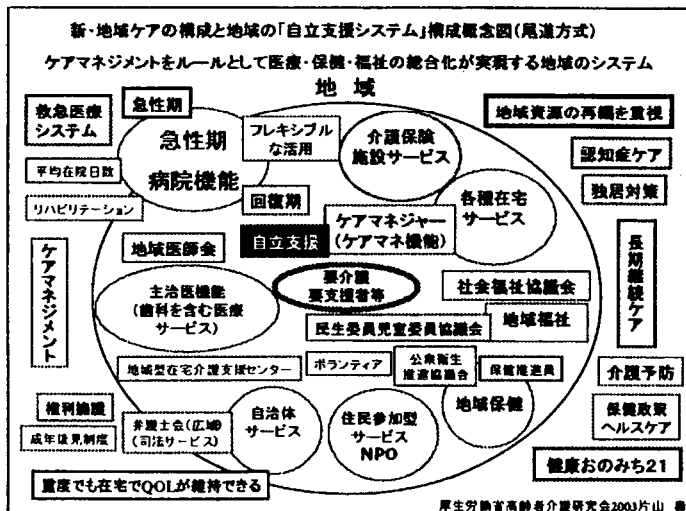 新・地域ケアの構成と地域の「自立支援システム」構成概念図(尾道方式)
ケアマネジメントをルールとして医療・保健・福祉の総合化が実現する地域のシステム
地 域
救急医療
システム
急性期
急性期
病院機能
フレキシブル
な活用
介護保険
施設サービス
地域資源の再編を重視
認知症ケア
独居対策
平均在院日数
リハビリテーション
回復期
各種在宅
サービス
ケアマネジャー
(ケアマネ機能)
自立支援
地域医師会
ケアマネジメント
長期継続ケア
要介護
要支援者等
社会福祉協議会
地域福祉
主治医機能
(歯科を含む医療
サービス)
民生委員児童委員協議会
地域型在宅介護支援センター
ボランティア
公衆衛生
推進協議会
保健推進員
介護予防
権利擁護
成年後見制度
弁護士会(広域)
(司法サービス)
自治体
サービス
住民参加型
サービス
NPO
地域保健
保健政策
ヘルスケア
重度でも在宅でQOLが維持できる
健康おのみち21
厚生労働省高齢者介護研究会2003片山